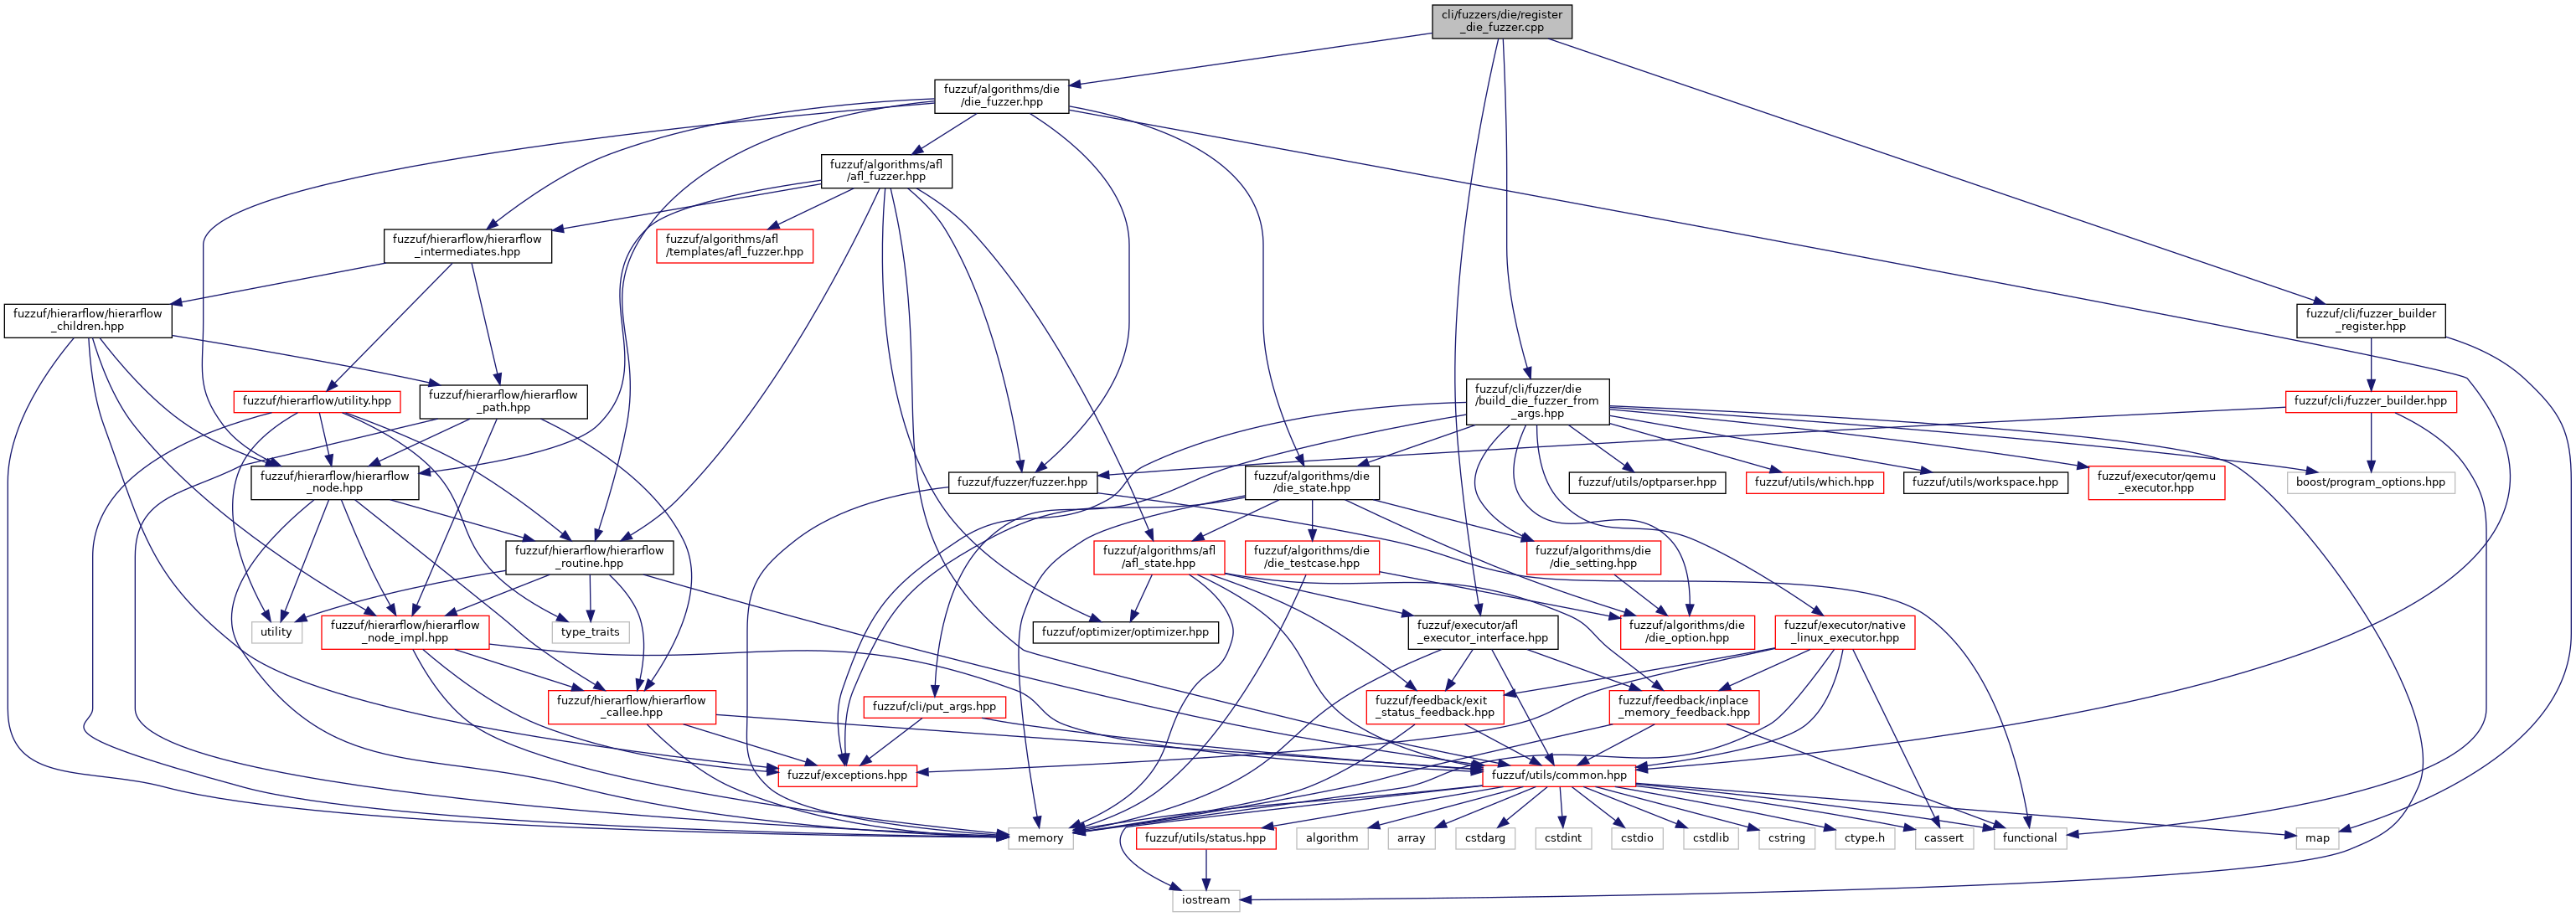 cli/fuzzers/die/register
_die_fuzzer.cpp
fuzzuf/algorithms/die
/die_fuzzer.hpp
fuzzuf/algorithms/afl
/afl_fuzzer.hpp
fuzzuf/hierarflow/hierarflow
_intermediates.hpp
fuzzuf/algorithms/afl
/templates/afl_fuzzer.hpp
fuzzuf/hierarflow/hierarflow
_children.hpp
fuzzuf/cli/fuzzer_builder
_register.hpp
fuzzuf/hierarflow/utility.hpp
fuzzuf/hierarflow/hierarflow
_path.hpp
fuzzuf/cli/fuzzer/die
/build_die_fuzzer_from
_args.hpp
fuzzuf/cli/fuzzer_builder.hpp
fuzzuf/hierarflow/hierarflow
_node.hpp
fuzzuf/fuzzer/fuzzer.hpp
fuzzuf/algorithms/die
/die_state.hpp
fuzzuf/utils/optparser.hpp
fuzzuf/utils/which.hpp
fuzzuf/utils/workspace.hpp
fuzzuf/executor/qemu
_executor.hpp
boost/program_options.hpp
fuzzuf/hierarflow/hierarflow
_routine.hpp
fuzzuf/algorithms/afl
/afl_state.hpp
fuzzuf/algorithms/die
/die_testcase.hpp
fuzzuf/algorithms/die
/die_setting.hpp
utility
fuzzuf/hierarflow/hierarflow
_node_impl.hpp
type_traits
fuzzuf/optimizer/optimizer.hpp
fuzzuf/executor/afl
_executor_interface.hpp
fuzzuf/algorithms/die
/die_option.hpp
fuzzuf/executor/native
_linux_executor.hpp
fuzzuf/hierarflow/hierarflow
_callee.hpp
fuzzuf/cli/put_args.hpp
fuzzuf/feedback/exit
_status_feedback.hpp
fuzzuf/feedback/inplace
_memory_feedback.hpp
fuzzuf/exceptions.hpp
fuzzuf/utils/common.hpp
memory
fuzzuf/utils/status.hpp
algorithm
array
cstdarg
cstdint
cstdio
cstdlib
cstring
ctype.h
cassert
functional
map
iostream